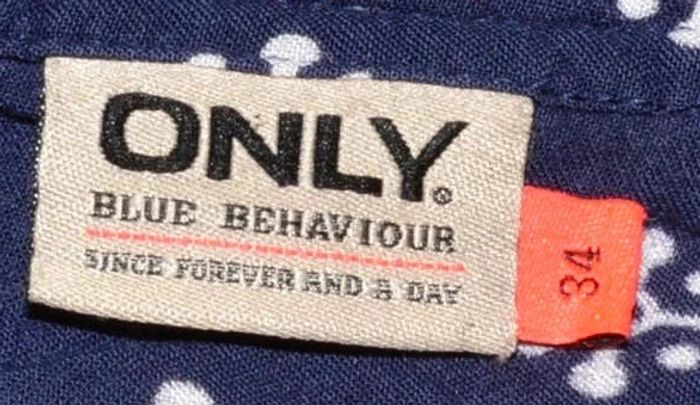 ONLY®
BLUE BEHAVIOUR
SINCE FOREVER AND A DAY
34